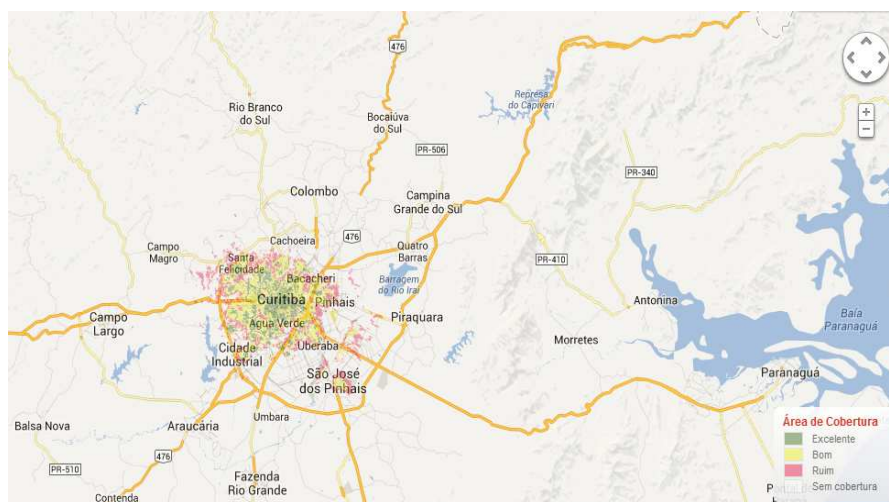 476
Represa
do Capivari
Rio Branco
do Sul
Bocaiúva
do Sul
PR-506
PR-340
Colombo
Campina
Grande do Sul
Cachoeira
476
Campo
Magro
Santa
Felicidade
Quatro
Barras
PR-410
Bacacheri
Barragem
do Rio Iraí
Curitiba
Pinhais
Antonina
Baía
Paranaguá
Campo
Largo
Agua Verde
Piraquara
Morretes
Cidade
Industrial
Uberaba
São José
dos Pinhais
Paranaguá
Umbara
Araucária
Balsa Nova
476
PR-510
Fazenda
Rio Grande
Contenda
Área de Cobertura
Excelente
Bom
Ruim
Sem cobertura